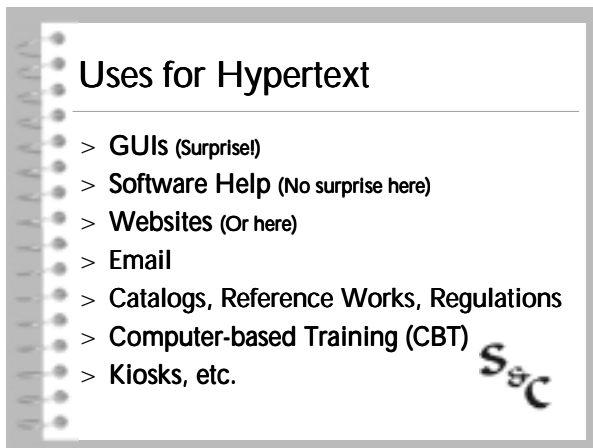 Uses for Hypertext
> GUIs (Surprise!)
> Software Help (No surprise here)
> Websites (Or here)
> Email
> Catalogs, Reference Works, Regulations
> Computer-based Training (CBT)
> Kiosks, etc.
S&C